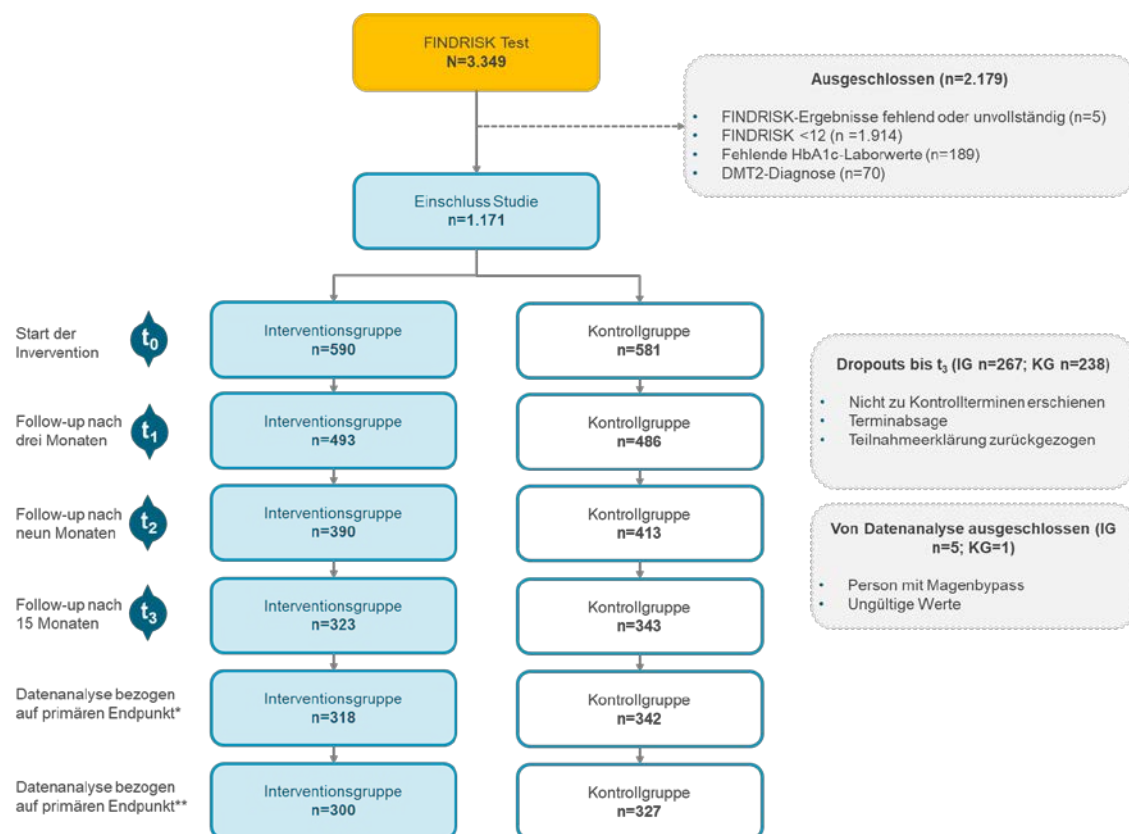 FINDRISK Test
N=3.349
Ausgeschlossen (n=2.179)
• FINDRISK-Ergebnisse fehlend oder unvollständig (n=5)
• FINDRISK <12 (n =1.914)
• Fehlende HbA1c-Laborwerte (n=189)
• DMT2-Diagnose (n=70)
Einschluss Studie
n=1.171
Start der
Invervention
t0
Interventionsgruppe
n=590
Kontrollgruppe
n=581
Dropouts bis t3 (IG n=267; KG n=238)
• Nicht zu Kontrollterminen erschienen
• Terminabsage
• Teilnahmeerklärung zurückgezogen
Follow-up nach
drei Monaten
t1
Interventionsgruppe
n=493
Kontrollgruppe
n=486
Follow-up nach
neun Monaten
t2
Interventionsgruppe
n=390
Kontrollgruppe
n=413
Von Datenanalyse ausgeschlossen (IG
n=5; KG=1)
• Person mit Magenbypass
• Ungültige Werte
Follow-up nach
15 Monaten
t3
Interventionsgruppe
n=323
Kontrollgruppe
n=343
Datenanalyse bezogen
auf primären Endpunkt*
Interventionsgruppe
n=318
Kontrollgruppe
n=342
Datenanalyse bezogen
auf primären Endpunkt**
Interventionsgruppe
n=300
Kontrollgruppe
n=327